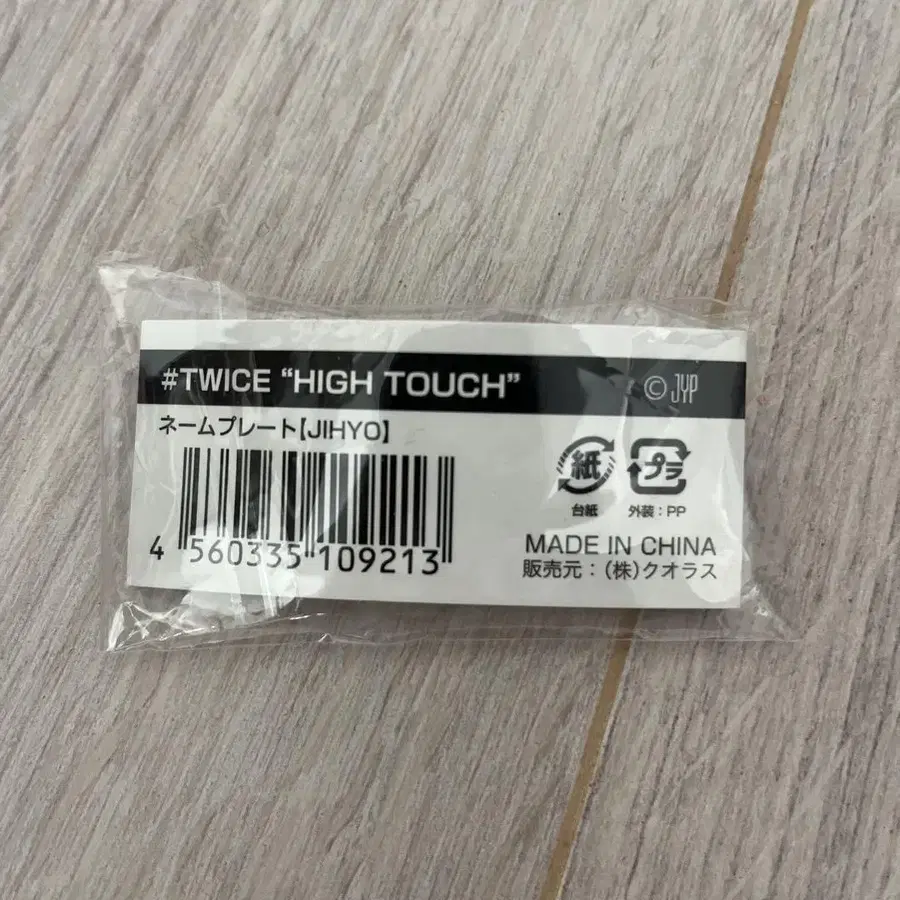 #TWICE “HIGH TOUCH”
© JYP
ネームプレート【JIHYO】
紙 プラ
台紙 外装：PP
4 560335 109213
MADE IN CHINA
販売元：（株）クオラス